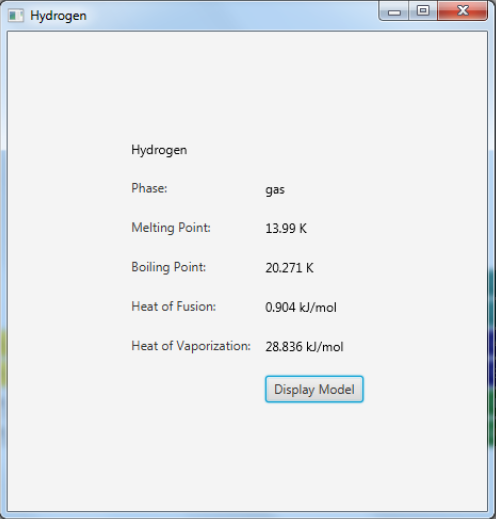 Hydrogen
Hydrogen
Phase: gas
Melting Point: 13.99 K
Boiling Point: 20.271 K
Heat of Fusion: 0.904 kJ/mol
Heat of Vaporization: 28.836 kJ/mol
Display Model